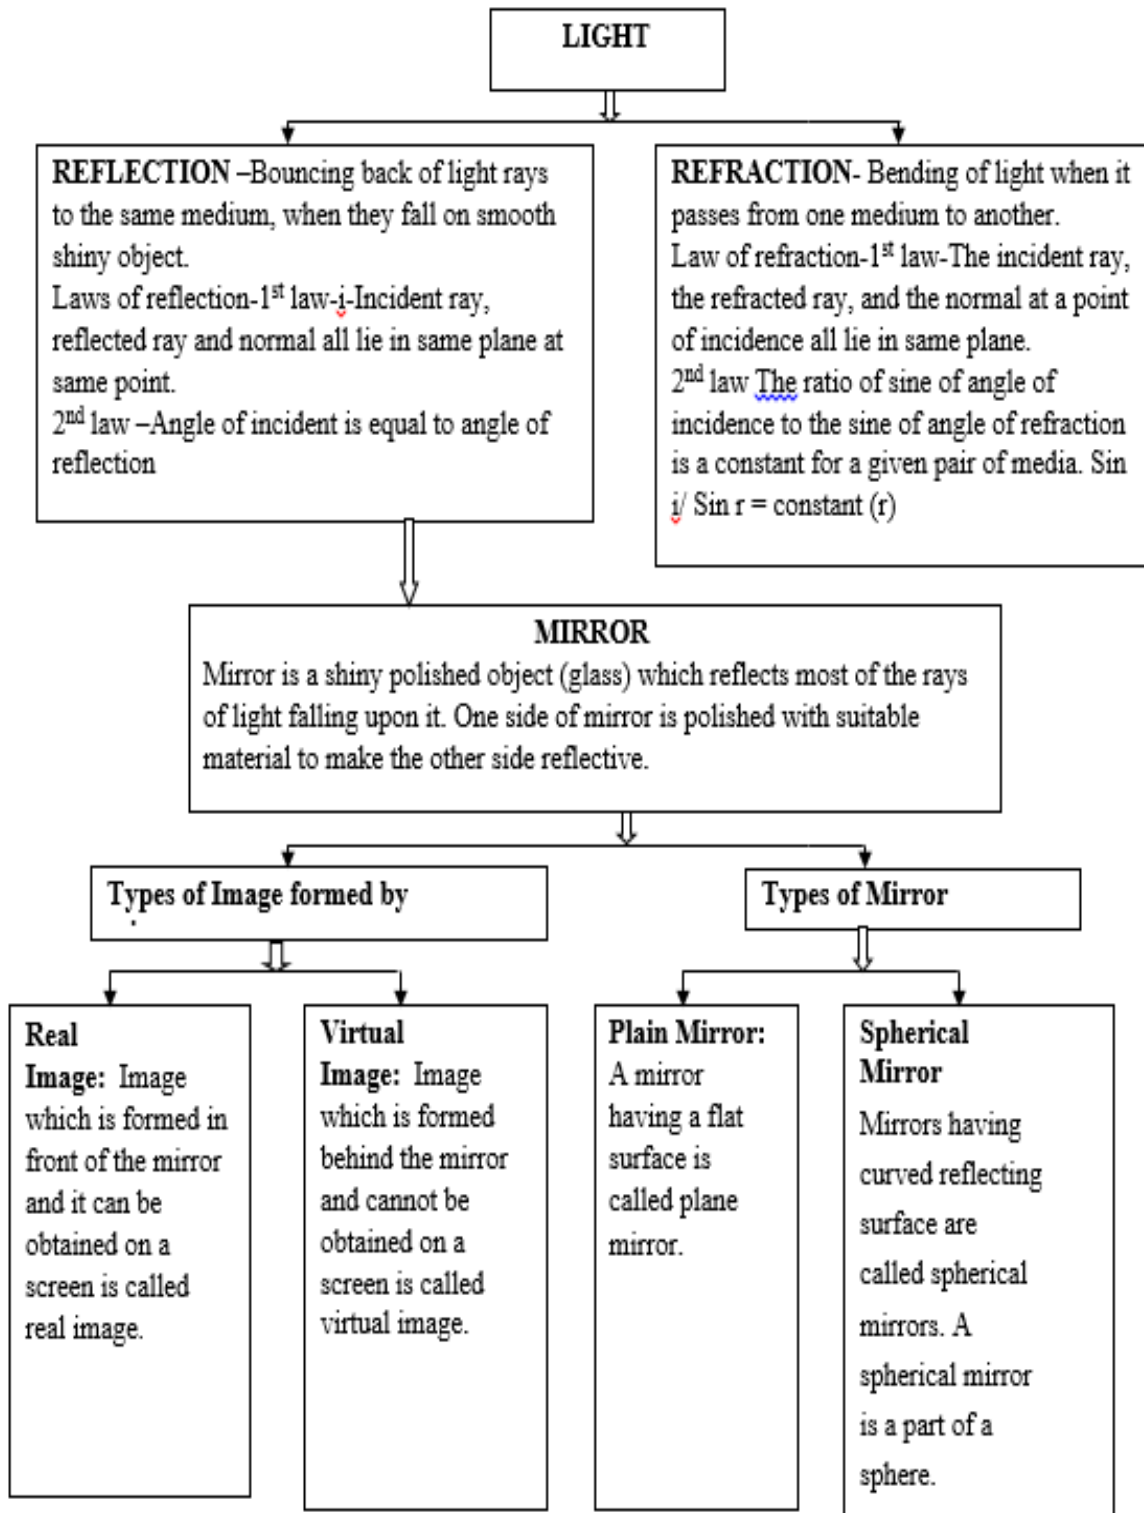 LIGHT
REFLECTION –Bouncing back of light rays
to the same medium, when they fall on smooth
shiny object.
Laws of reflection-1st law-i-Incident ray,
reflected ray and normal all lie in same plane at
same point.
2nd law –Angle of incident is equal to angle of
reflection
REFRACTION- Bending of light when it
passes from one medium to another.
Law of refraction-1st law-The incident ray,
the refracted ray, and the normal at a point
of incidence all lie in same plane.
2nd law The ratio of sine of angle of
incidence to the sine of angle of refraction
is a constant for a given pair of media. Sin
i/ Sin r = constant (r)
MIRROR
Mirror is a shiny polished object (glass) which reflects most of the rays
of light falling upon it. One side of mirror is polished with suitable
material to make the other side reflective.
Types of Image formed by
Types of Mirror
Real
Image: Image
which is formed in
front of the mirror
and it can be
obtained on a
screen is called
real image.
Virtual
Image: Image
which is formed
behind the mirror
and cannot be
obtained on a
screen is called
virtual image.
Plain Mirror:
A mirror
having a flat
surface is
called plane
mirror.
Spherical
Mirror
Mirrors having
curved reflecting
surface are
called spherical
mirrors. A
spherical mirror
is a part of a
sphere.